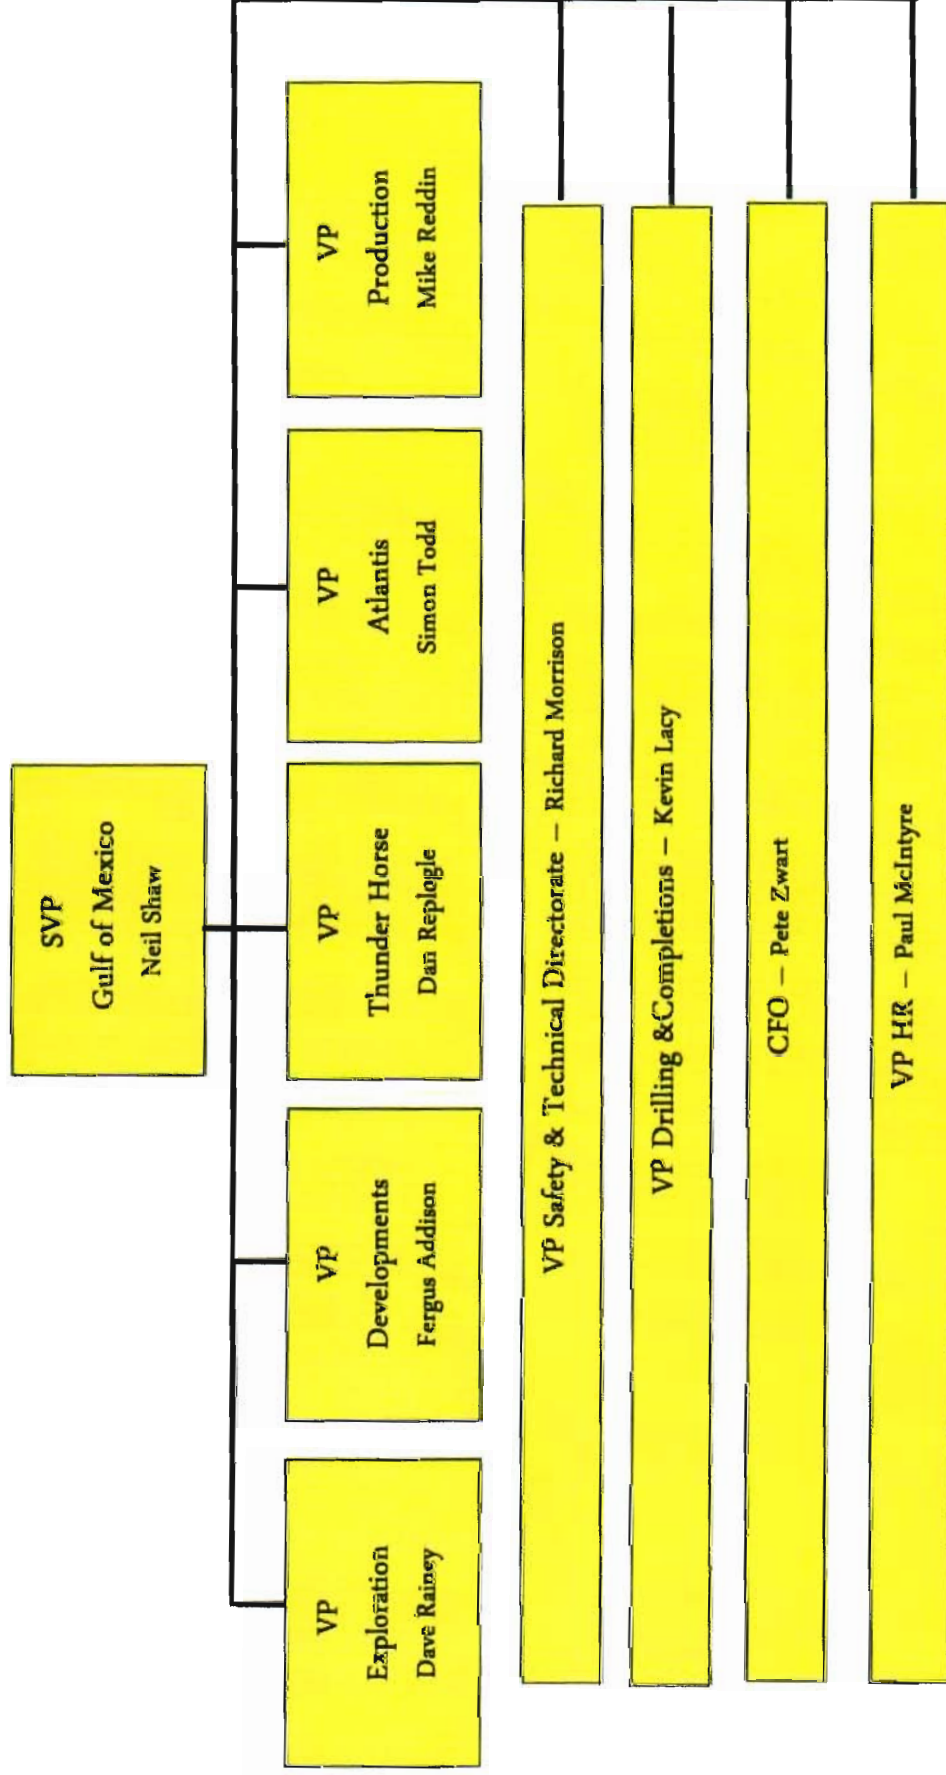 SVP
Gulf of Mexico
Neil Shaw
VP
Exploration
Dave Rainey
VP
Developments
Fergus Addison
VP
Thunder Horse
Dan Replogle
VP
Atlantis
Simon Todd
VP
Production
Mike Reddin
VP Safety & Technical Directorate – Richard Morrison
VP Drilling &Completions – Kevin Lacy
CFO – Pete Zwart
VP HR – Paul McIntyre